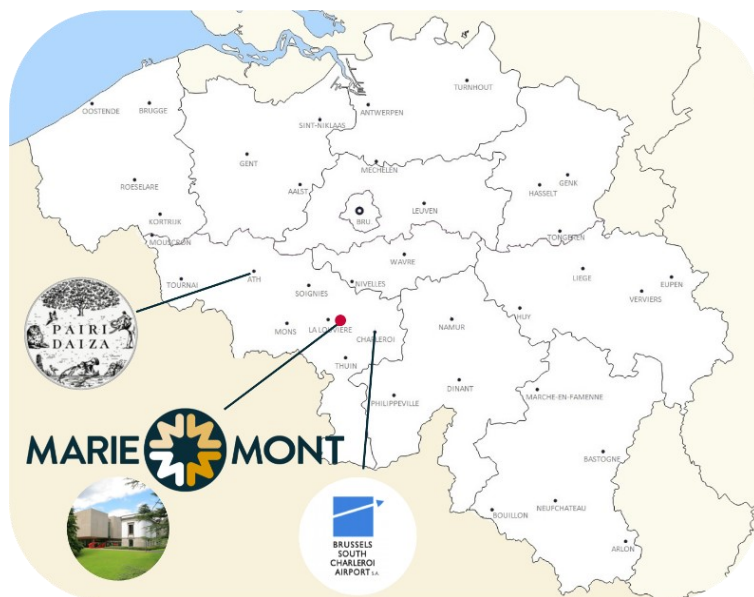 TURNHOUT
OOSTENDE
BRUGGE
ANTWERPEN
SINT-NIKLAAS
GENT
MECHELEN
ROESELARE
AALST
GENK
HASSELT
KORTRIJK
BRU.
LEUVEN
MOUSCRON
TONGEREN
WAVRE
TOURNAI
ATH
SOIGNIES
NIVELLES
LIEGE
EUPEN
VERVIERS
PAIRI
DAIZA
MONS
LA LOUVIÈRE
CHARLEROI
NAMUR
HUY
THUIN
DINANT
PHILIPPEVILLE
MARCHE-EN-FAMENNE
MARIE MONT
BASTOGNE
NEUFCHATEAU
BOUILLON
ARLON
BRUSSELS
SOUTH
CHARLEROI
AIRPORT S.A.